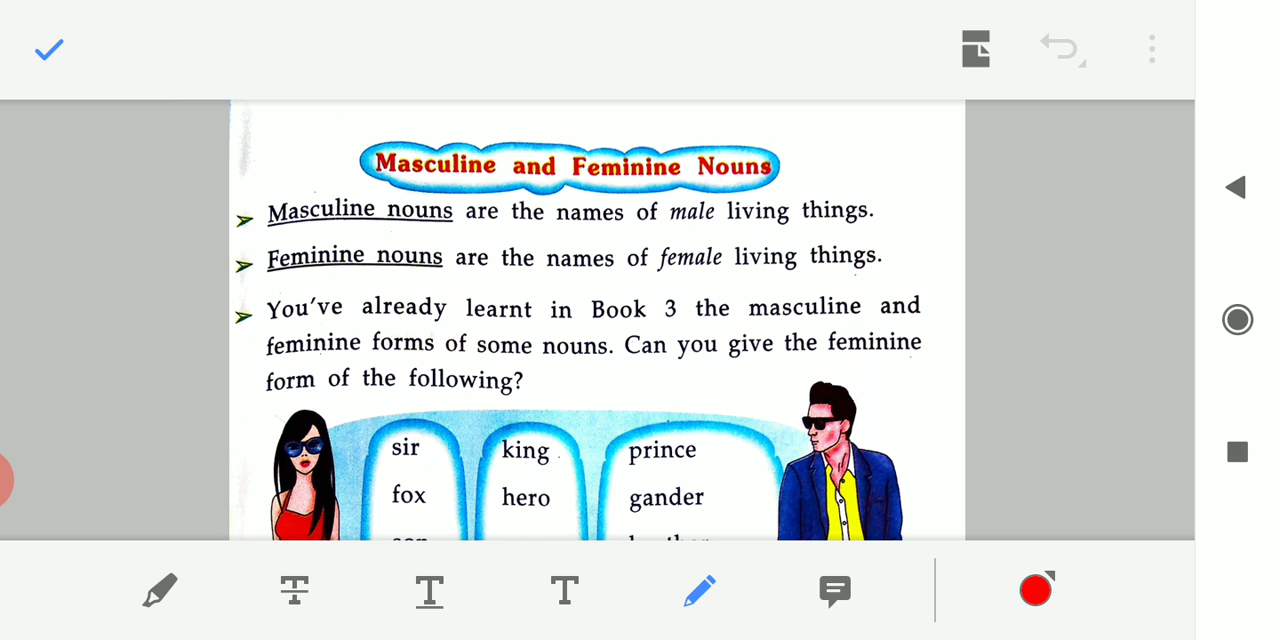 Masculine and Feminine Nouns
Masculine nouns are the names of male living things.
Feminine nouns are the names of female living things.
You've already learnt in Book 3 the masculine and
feminine forms of some nouns. Can you give the feminine
form of the following?
sir king prince
fox hero gander